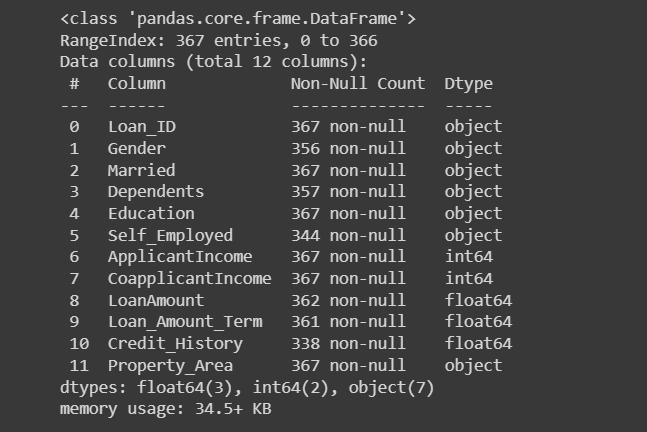 <class 'pandas.core.frame.DataFrame'>
RangeIndex: 367 entries, 0 to 366
Data columns (total 12 columns):
 #   Column             Non-Null Count  Dtype
---  ------             --------------  -----
 0   Loan_ID            367 non-null    object
 1   Gender             356 non-null    object
 2   Married            367 non-null    object
 3   Dependents         357 non-null    object
 4   Education          367 non-null    object
 5   Self_Employed      344 non-null    object
 6   ApplicantIncome    367 non-null    int64
 7   CoapplicantIncome  367 non-null    int64
 8   LoanAmount         362 non-null    float64
 9   Loan_Amount_Term   361 non-null    float64
 10  Credit_History     338 non-null    float64
 11  Property_Area      367 non-null    object
dtypes: float64(3), int64(2), object(7)
memory usage: 34.5+ KB